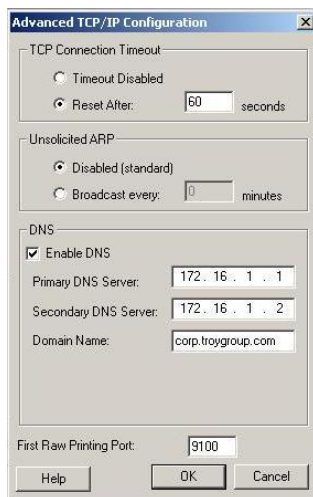 Advanced TCP/IP Configuration
TCP Connection Timeout
Timeout Disabled
Reset After: 60 seconds
Unsolicited ARP
Disabled (standard)
Broadcast every: 0 minutes
DNS
Enable DNS
Primary DNS Server: 172 . 16 . 1 . 1
Secondary DNS Server: 172 . 16 . 1 . 2
Domain Name: corp.troygroup.com
First Raw Printing Port: 9100
Help OK Cancel